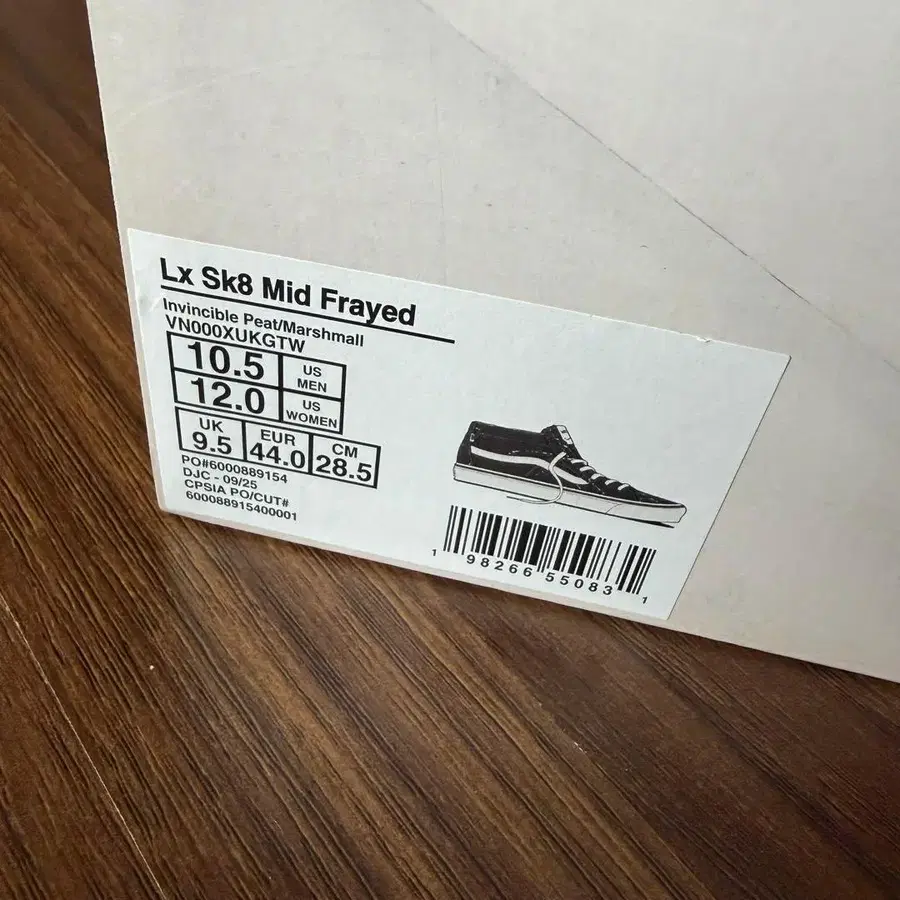 Lx Sk8 Mid Frayed
Invincible Peat/Marshmall
VN000XUKGTW
10.5 US MEN
12.0 US WOMEN
UK 9.5 EUR 44.0 CM 28.5
PO#6000889154
DJC - 09/25
CPSIA PO/CUT#
600088915400001
1 98266 55083 1